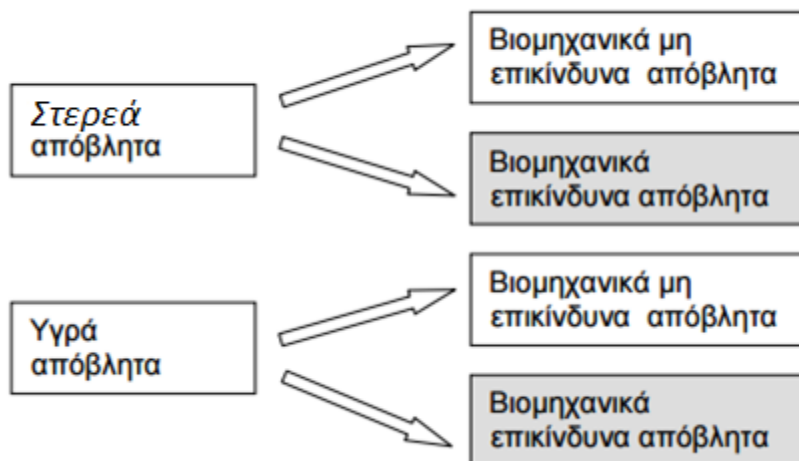 Στερεά
απόβλητα
Βιομηχανικά μη
επικίνδυνα απόβλητα
Βιομηχανικά
επικίνδυνα απόβλητα
Υγρά
απόβλητα
Βιομηχανικά μη
επικίνδυνα απόβλητα
Βιομηχανικά
επικίνδυνα απόβλητα